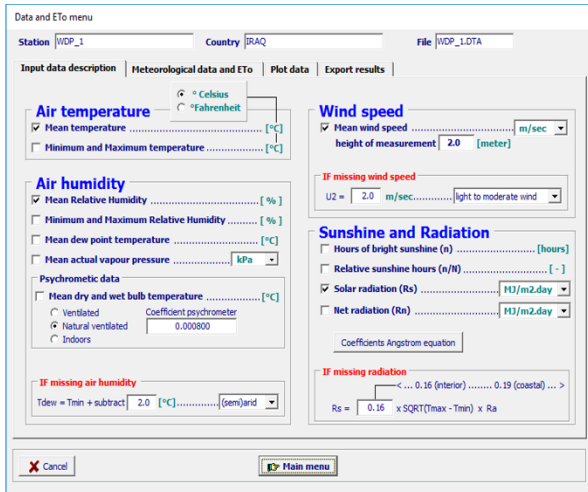 Data and ETo menu
Station WDP_1 Country IRAQ File WDP_1.DTA
Input data description Meteorological data and ETo Plot data Export results
° Celsius
°Fahrenheit
Air temperature
Mean temperature ................................ [°C]
Minimum and Maximum temperature ............... [°C]
Air humidity
Mean Relative Humidity ................................ [ % ]
Minimum and Maximum Relative Humidity .......... [ % ]
Mean dew point temperature ..................... [°C]
Mean actual vapour pressure ................ kPa
Psychrometric data
Mean dry and wet bulb temperature ............. [°C]
Ventilated
Natural ventilated
Indoors
Coefficient psychrometer
0.000800
IF missing air humidity
Tdew = Tmin + subtract 2.0 [°C].............. (semi)arid
Wind speed
Mean wind speed ............................. m/sec
height of measurement 2.0 [meter]
IF missing wind speed
U2 = 2.0 m/sec............. light to moderate wind
Sunshine and Radiation
Hours of bright sunshine (n) ......................... [hours]
Relative sunshine hours (n/N) ........................... [ - ]
Solar radiation (Rs) ....................... MJ/m2.day
Net radiation (Rn) ......................... MJ/m2.day
Coefficients Angstrom equation
IF missing radiation
< ... 0.16 (interior) ........ 0.19 (coastal) ... >
Rs = 0.16 x SQRT(Tmax - Tmin) x Ra
Cancel
Main menu